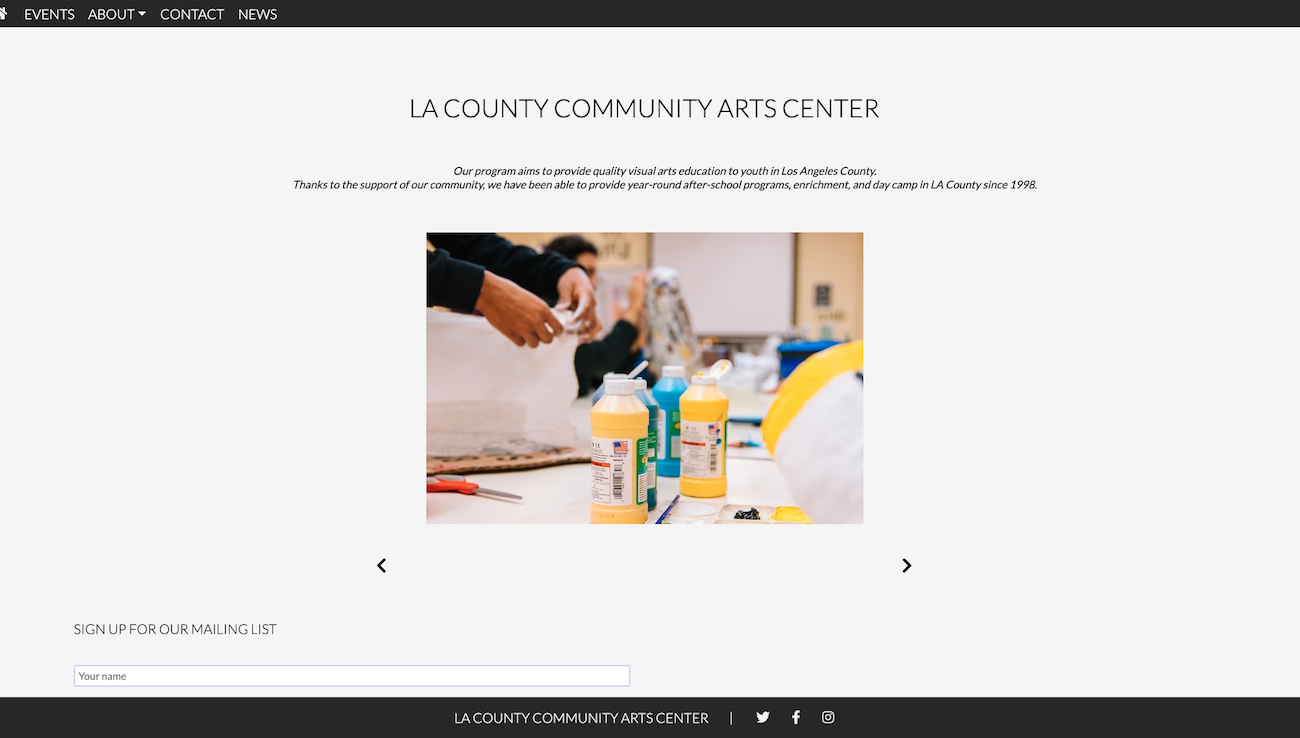 EVENTS ABOUT CONTACT NEWS
LA COUNTY COMMUNITY ARTS CENTER
Our program aims to provide quality visual arts education to youth in Los Angeles County.
Thanks to the support of our community, we have been able to provide year-round after-school programs, enrichment, and day camp in LA County since 1998.
SIGN UP FOR OUR MAILING LIST
Your name
LA COUNTY COMMUNITY ARTS CENTER |